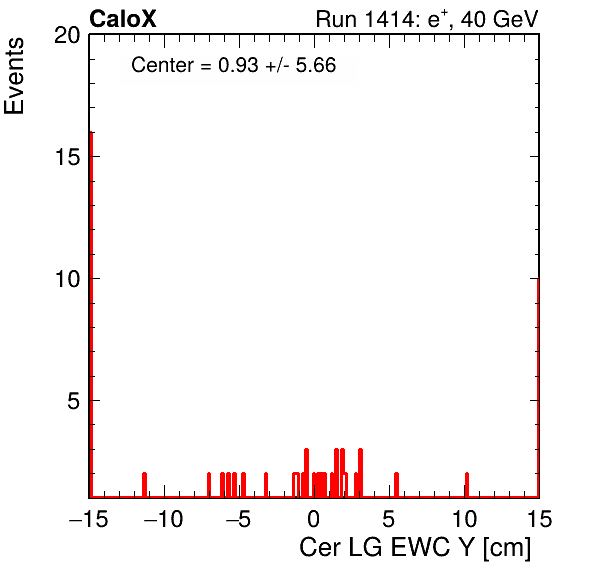 CaloX Run 1414: e+, 40 GeV
Events
Center = 0.93 +/- 5.66
20
15
10
5
−15 −10 −5 0 5 10 15
Cer LG EWC Y [cm]